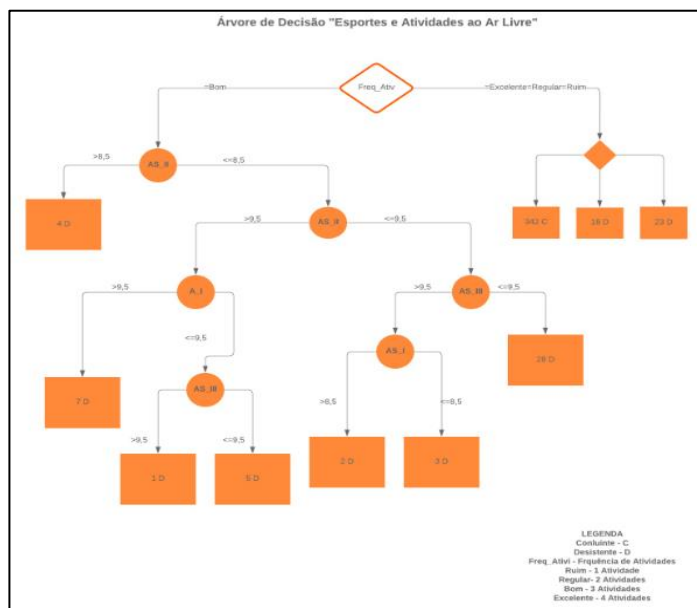 Árvore de Decisão "Esportes e Atividades ao Ar Livre"
Freq_Ativ
=Bom
=Excelente=Regular=Ruim
>8,5
AS_II
<=8,5
4 D
342 C
18 D
23 D
>9,5
AS_II
<=9,5
>9,5
A_I
<=9,5
>9,5
AS_III
<=9,5
7 D
AS_III
AS_I
18 D
>9,5
<=9,5
>8,5
<=8,5
1 D
5 D
2 D
3 D
LEGENDA
Conluinte - C
Desistente - D
Freq_Ativi - Frquência de Atividades
Ruim - 1 Atividade
Regular- 2 Atividades
Bom - 3 Atividades
Excelente - 4 Atividades